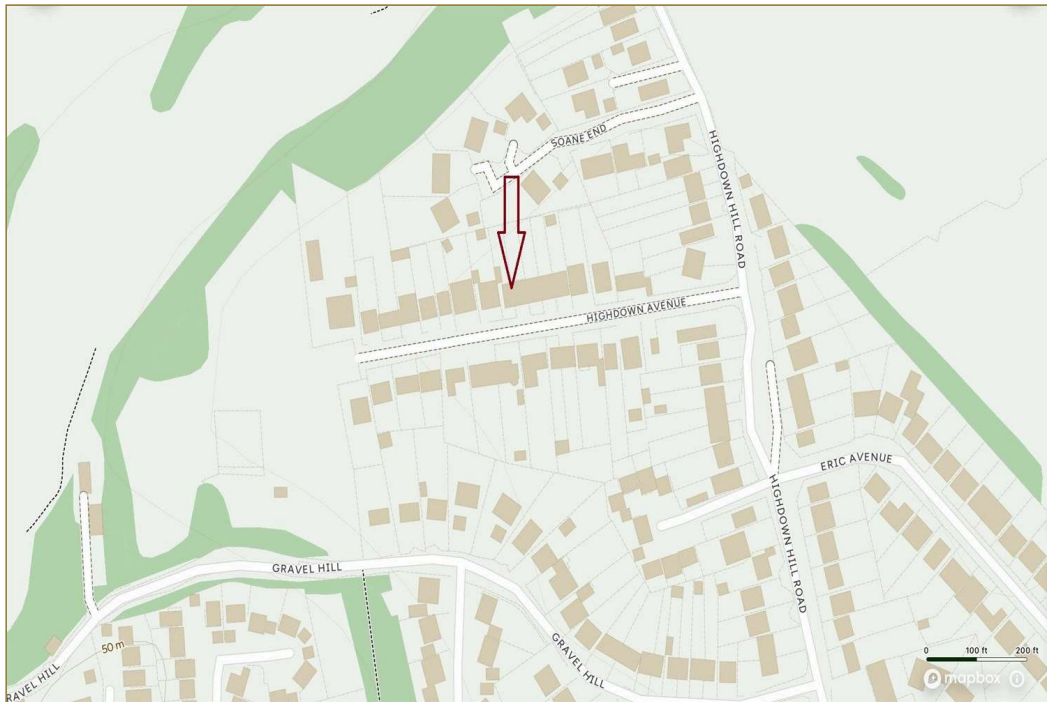 SOANE END
HIGHDOWN HILL ROAD
HIGHDOWN AVENUE
ERIC AVENUE
HIGHDOWN HILL ROAD
GRAVEL HILL
GRAVEL HILL
50 m
RAVEL HILL
0 100 ft 200 ft
mapbox